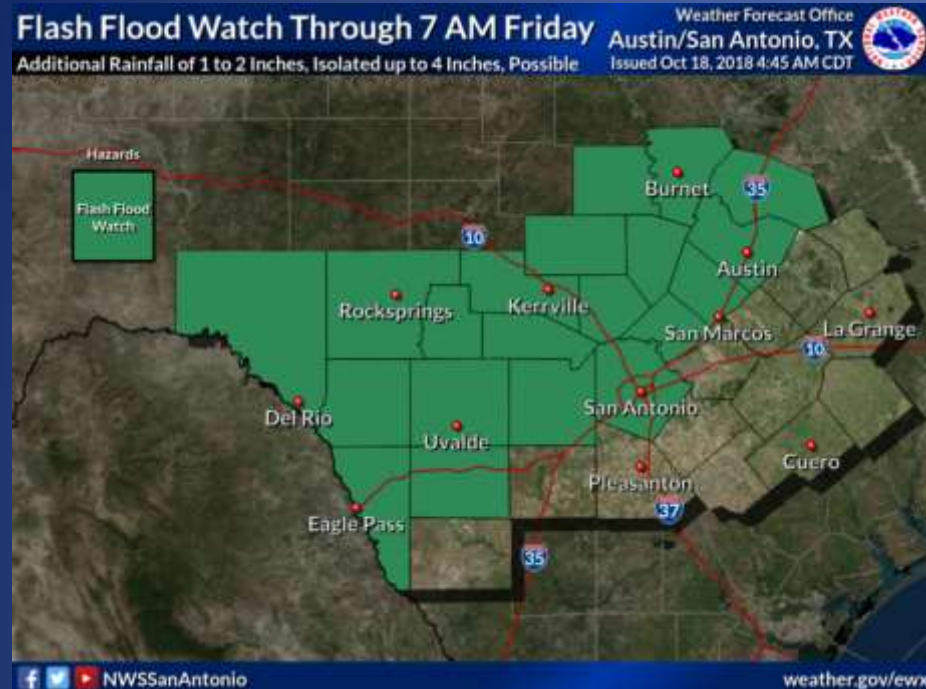 Flash Flood Watch Through 7 AM Friday
Additional Rainfall of 1 to 2 Inches, Isolated up to 4 Inches, Possible
Weather Forecast Office
Austin/San Antonio, TX
Issued Oct 18, 2018 4:45 AM CDT
Hazards
Flash Flood
Watch
Burnet
35
10
Austin
Rocksprings
Kerrville
San Marcos
La Grange
10
Del Rio
San Antonio
Uvalde
Cuero
Pleasanton
Eagle Pass
37
35
NWSSanAntonio
weather.gov/ewx